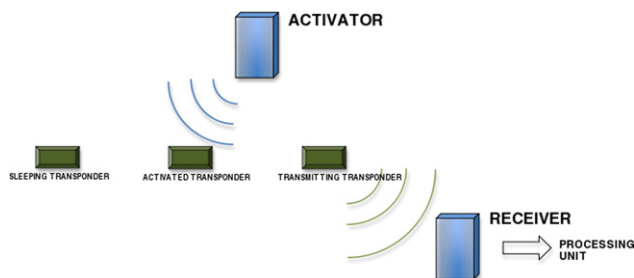 ACTIVATOR
SLEEPING TRANSPONDER
ACTIVATED TRANSPONDER
TRANSMITTING TRANSPONDER
RECEIVER
PROCESSING
UNIT